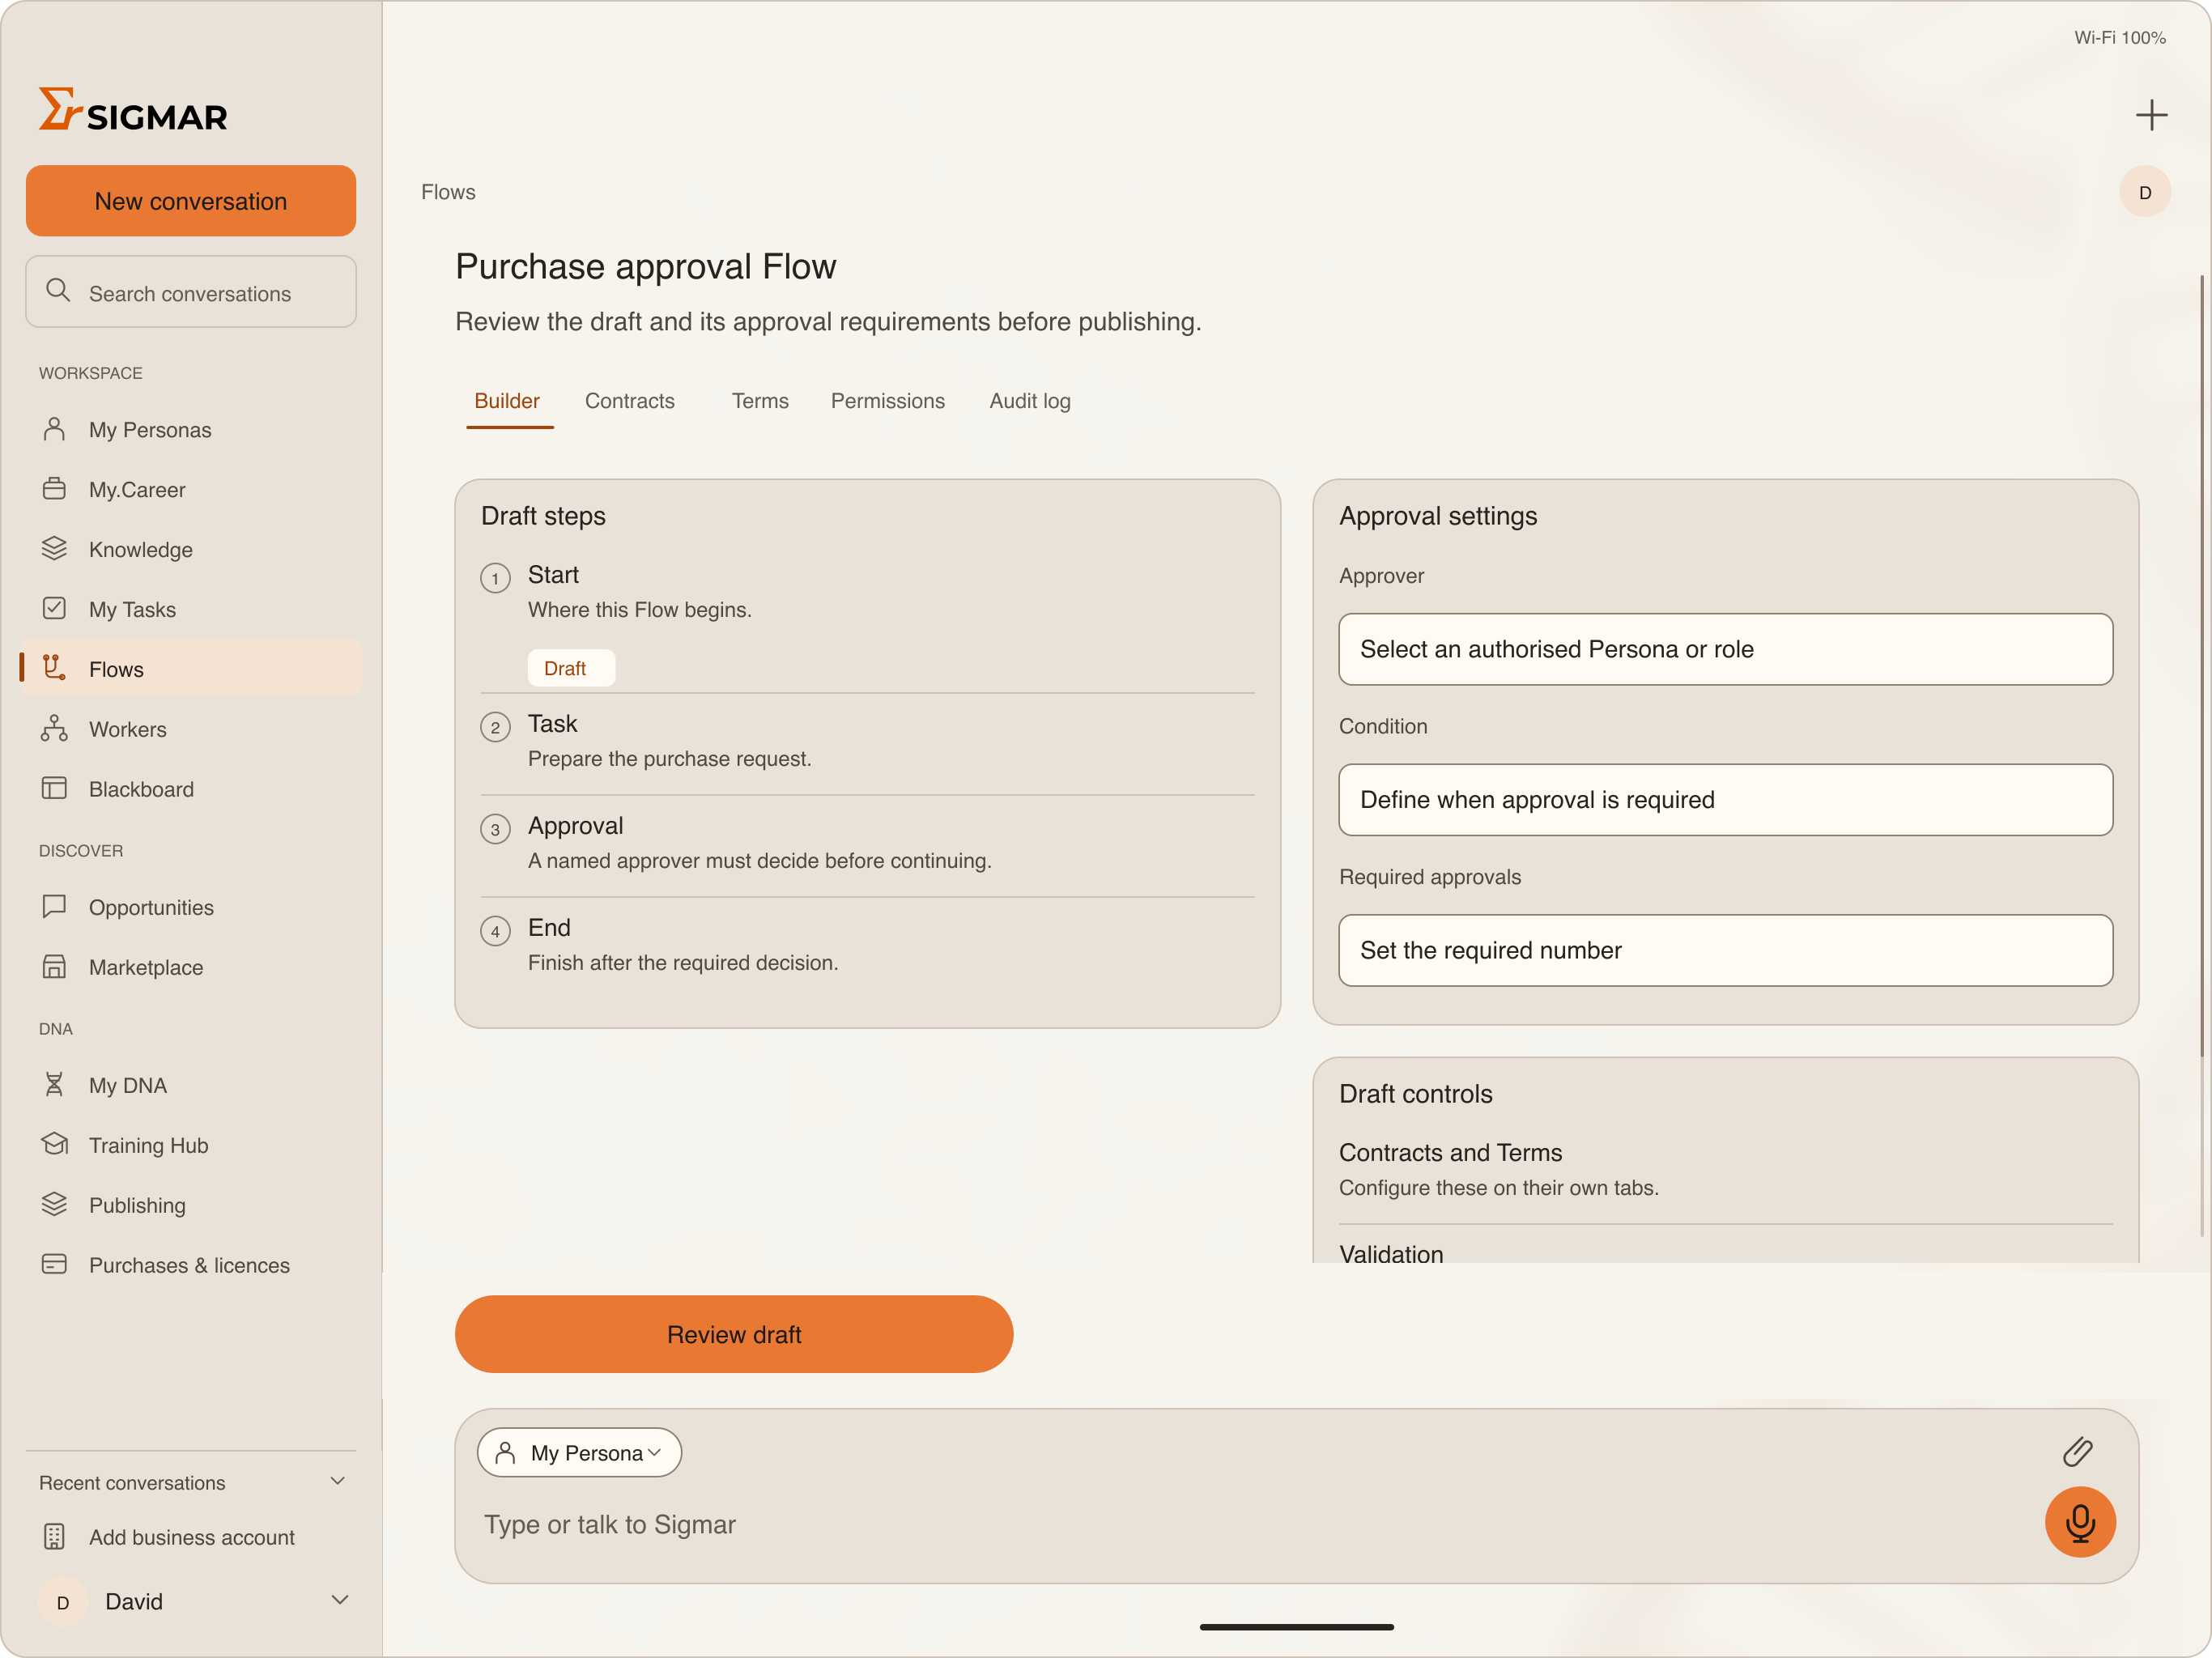 Wi-Fi 100%
Σr SIGMAR
New conversation
Search conversations
WORKSPACE
My Personas
My.Career
Knowledge
My Tasks
Flows
Workers
Blackboard
DISCOVER
Opportunities
Marketplace
DNA
My DNA
Training Hub
Publishing
Purchases & licences
Recent conversations
Add business account
D
David
Flows
D
Purchase approval Flow
Review the draft and its approval requirements before publishing.
Builder
Contracts
Terms
Permissions
Audit log
Draft steps
1
Start
Where this Flow begins.
Draft
2
Task
Prepare the purchase request.
3
Approval
A named approver must decide before continuing.
4
End
Finish after the required decision.
Approval settings
Approver
Select an authorised Persona or role
Condition
Define when approval is required
Required approvals
Set the required number
Draft controls
Contracts and Terms
Configure these on their own tabs.
Validation
Review draft
My Persona
Type or talk to Sigmar